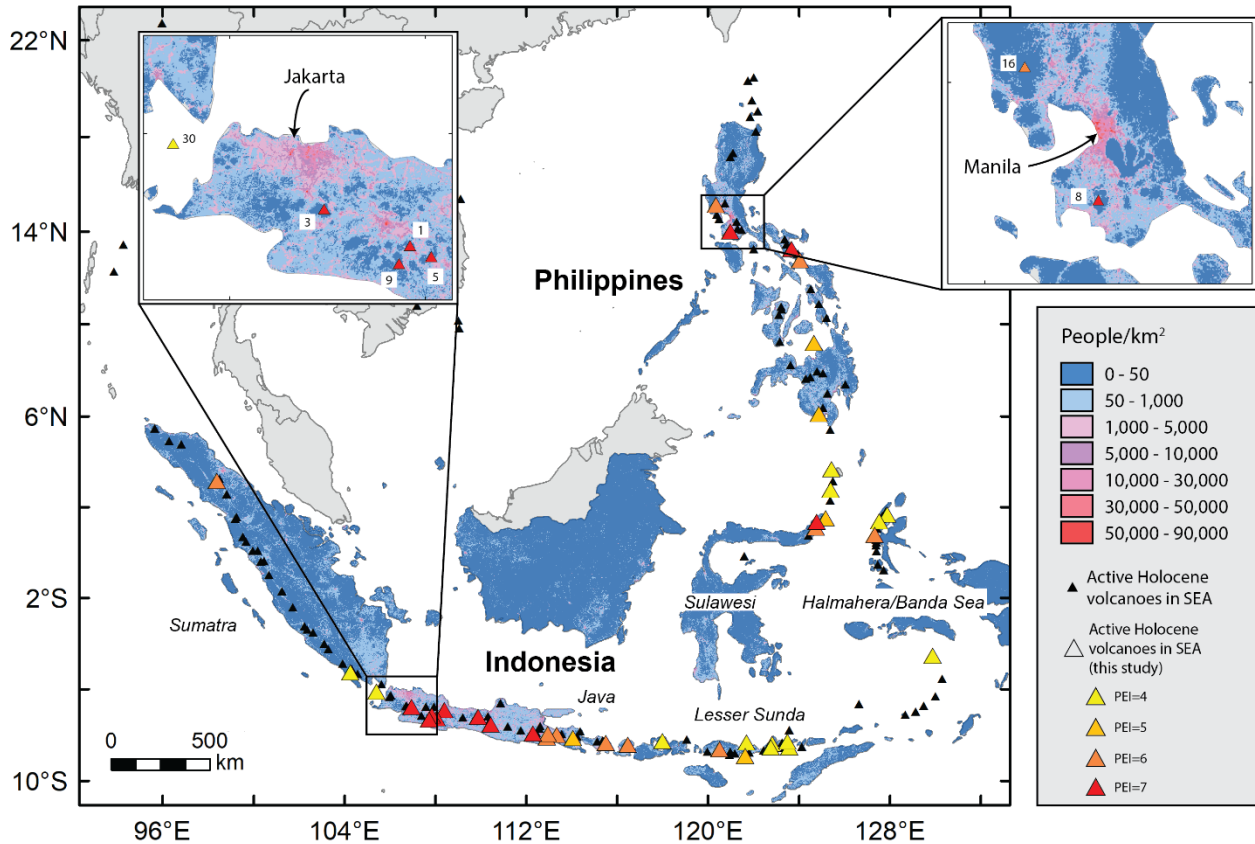 22°N
14°N
6°N
2°S
10°S
96°E
104°E
112°E
120°E
128°E
Jakarta
30
3
1
9
5
16
Manila
8
Philippines
Indonesia
Sumatra
Java
Sulawesi
Halmahera/Banda Sea
Lesser Sunda
0 500
km
People/km²
0 - 50
50 - 1,000
1,000 - 5,000
5,000 - 10,000
10,000 - 30,000
30,000 - 50,000
50,000 - 90,000
Active Holocene
volcanoes in SEA
Active Holocene
volcanoes in SEA
(this study)
PEI=4
PEI=5
PEI=6
PEI=7